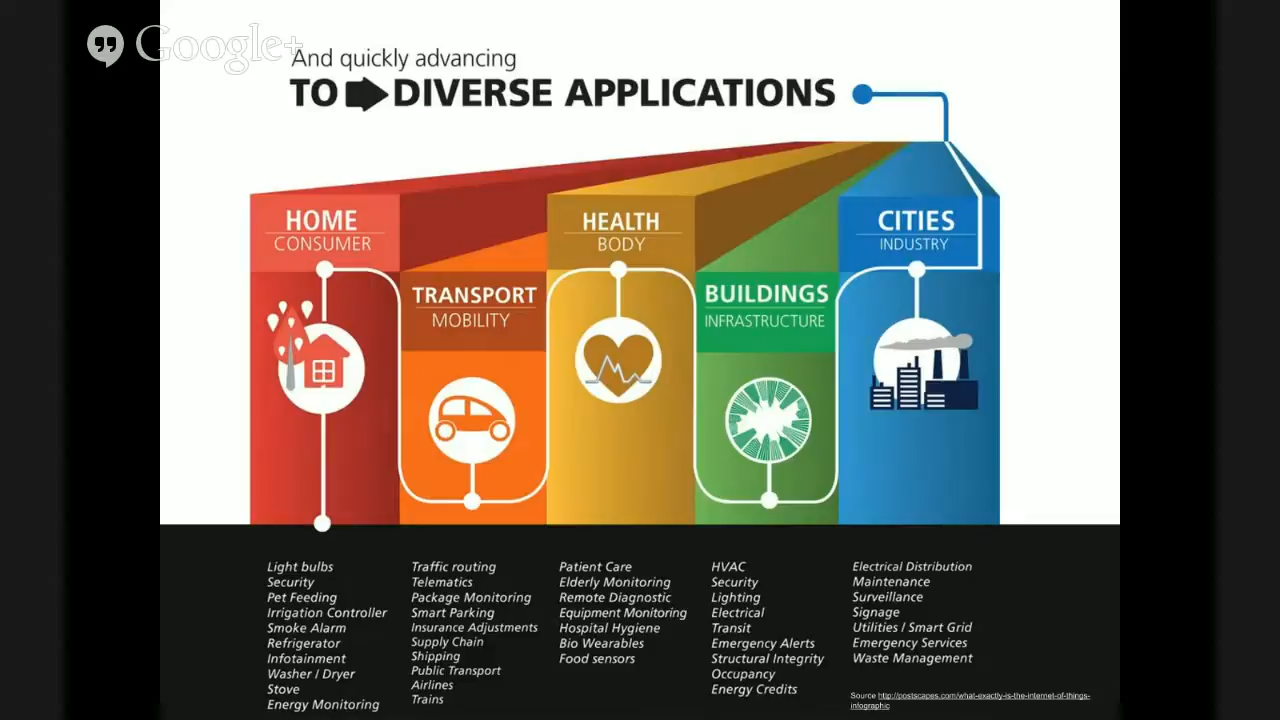 Google+
And quickly advancing
TO DIVERSE APPLICATIONS
HOME
CONSUMER
TRANSPORT
MOBILITY
HEALTH
BODY
BUILDINGS
INFRASTRUCTURE
CITIES
INDUSTRY
Light bulbs
Security
Pet Feeding
Irrigation Controller
Smoke Alarm
Refrigerator
Infotainment
Washer / Dryer
Stove
Energy Monitoring
Traffic routing
Telematics
Package Monitoring
Smart Parking
Insurance Adjustments
Supply Chain
Shipping
Public Transport
Airlines
Trains
Patient Care
Elderly Monitoring
Remote Diagnostic
Equipment Monitoring
Hospital Hygiene
Bio Wearables
Food sensors
HVAC
Security
Lighting
Electrical
Transit
Emergency Alerts
Structural Integrity
Occupancy
Energy Credits
Electrical Distribution
Maintenance
Surveillance
Signage
Utilities / Smart Grid
Emergency Services
Waste Management
Source http://postscapes.com/what-exactly-is-the-internet-of-things-
infographic